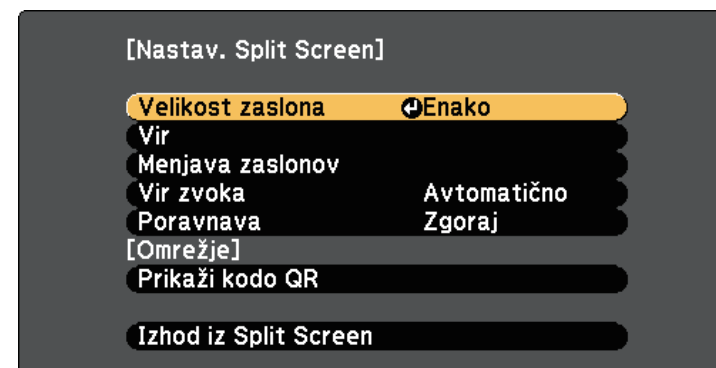 [Nastav. Split Screen]
Velikost zaslona Enako
Vir
Menjava zaslonov
Vir zvoka Avtomatično
Poravnava Zgoraj
[Omrežje]
Prikaži kodo QR
Izhod iz Split Screen